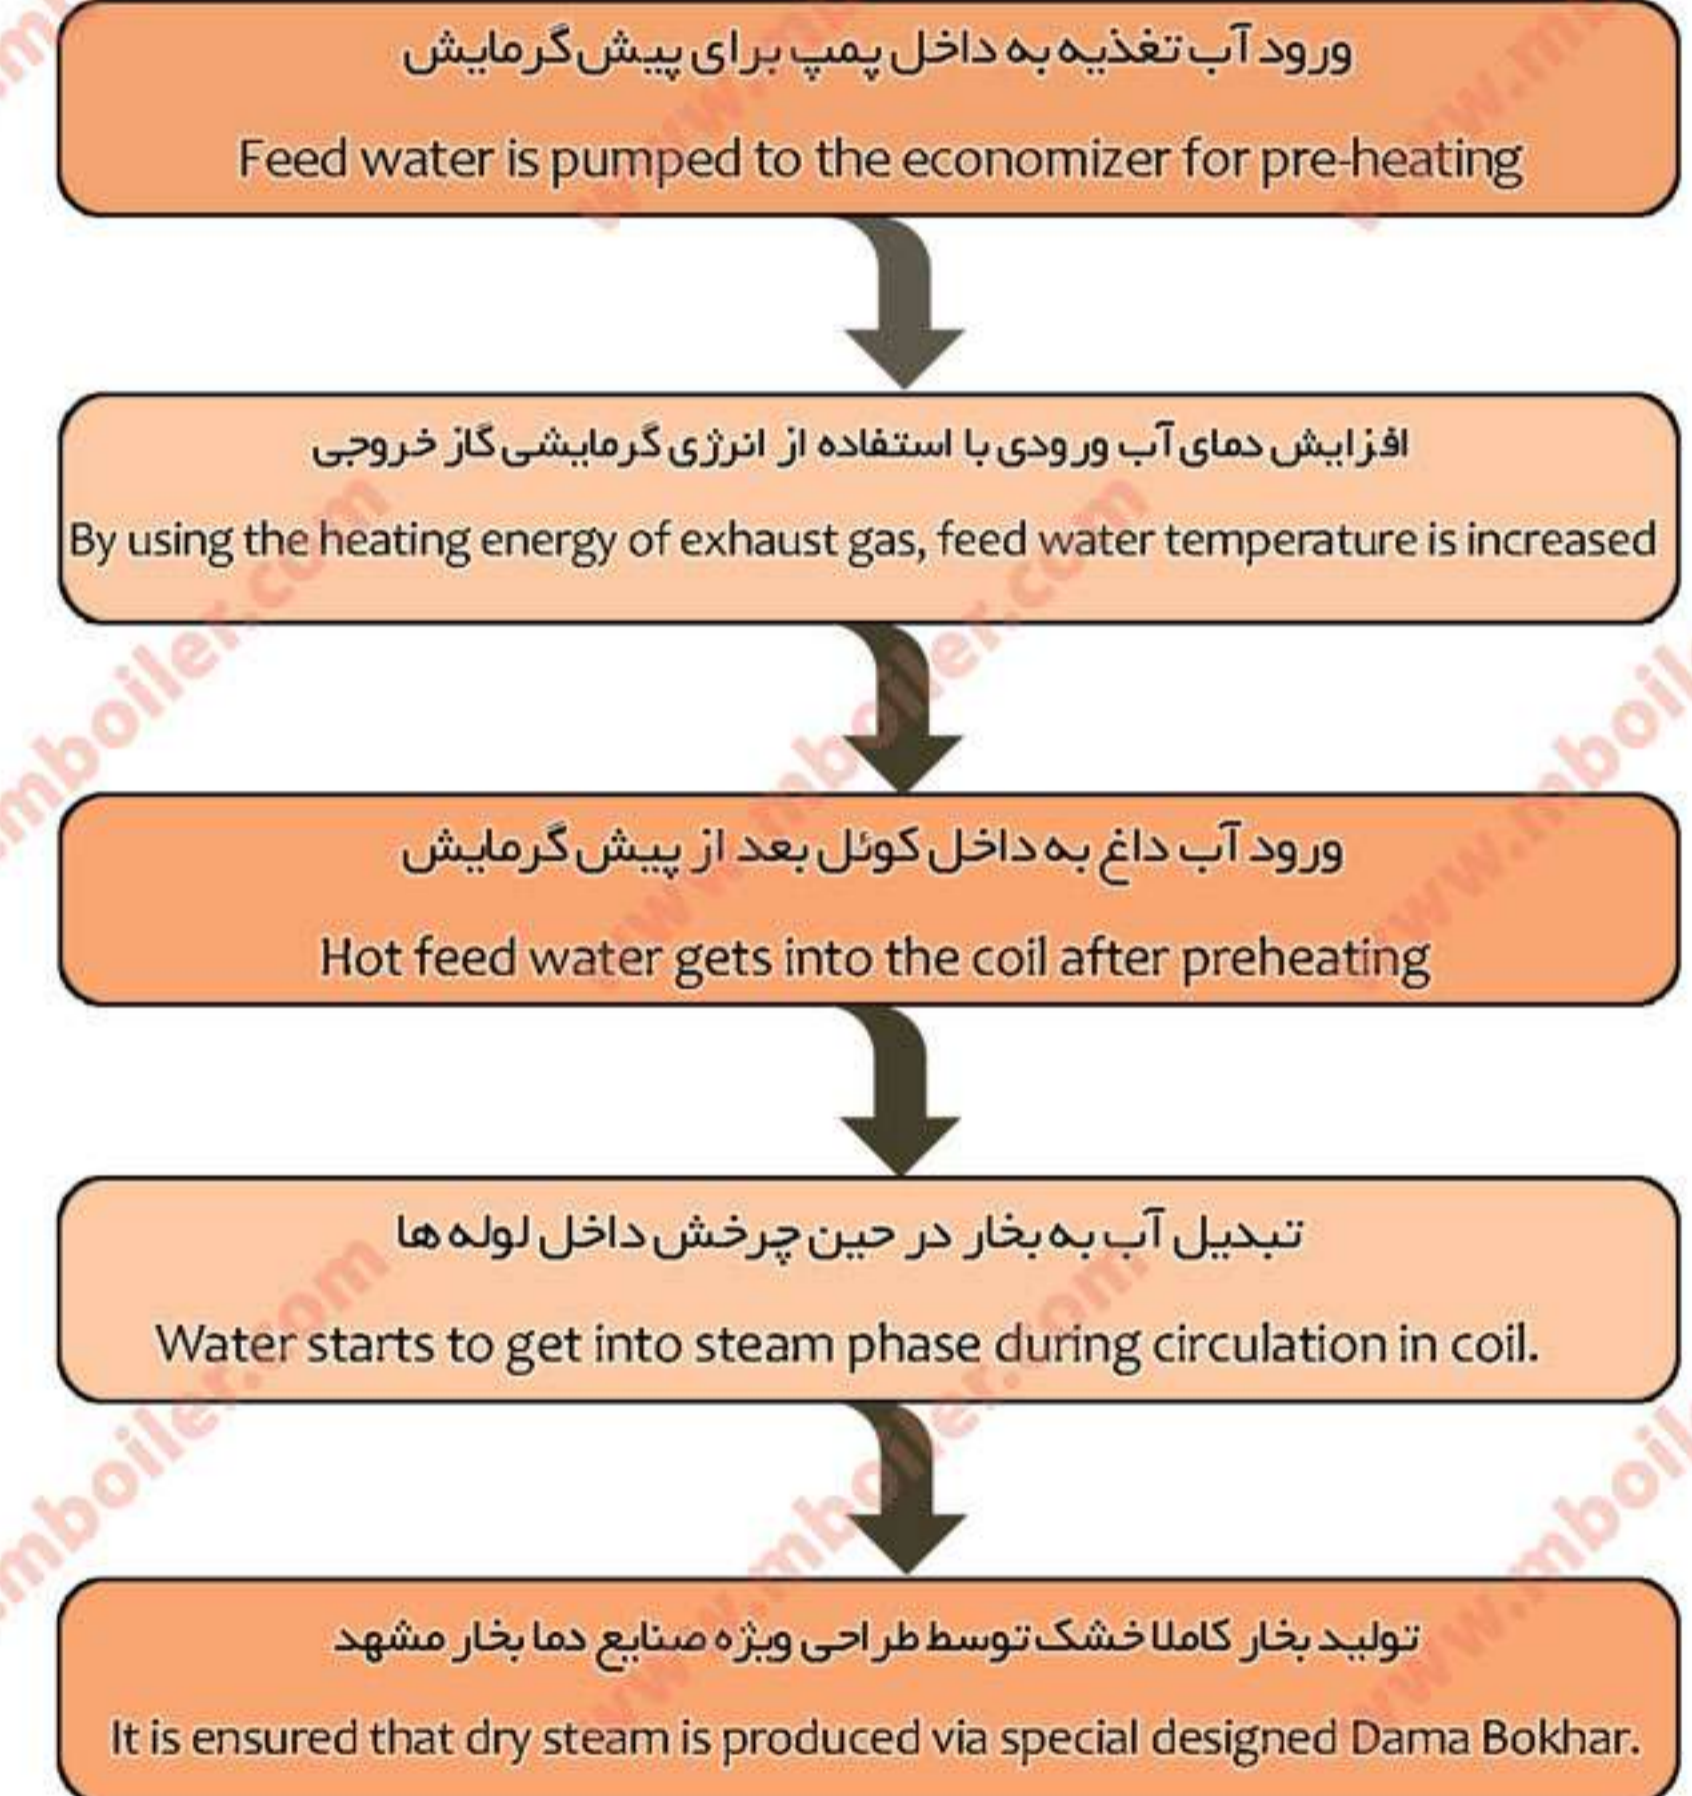 ورود آب تغذیه به داخل پمپ برای پیش گرمایش
Feed water is pumped to the economizer for pre-heating
افزایش دمای آب ورودی با استفاده از انرژی گرمایشی گاز خروجی
By using the heating energy of exhaust gas, feed water temperature is increased
ورود آب داغ به داخل کوئل بعد از پیش گرمایش
Hot feed water gets into the coil after preheating
تبدیل آب به بخار در حین چرخش داخل لوله ها
Water starts to get into steam phase during circulation in coil.
تولید بخار کاملا خشک توسط طراحی ویژه صنایع دما بخار مشهد
It is ensured that dry steam is produced via special designed Dama Bokhar.
www.mboiler.com